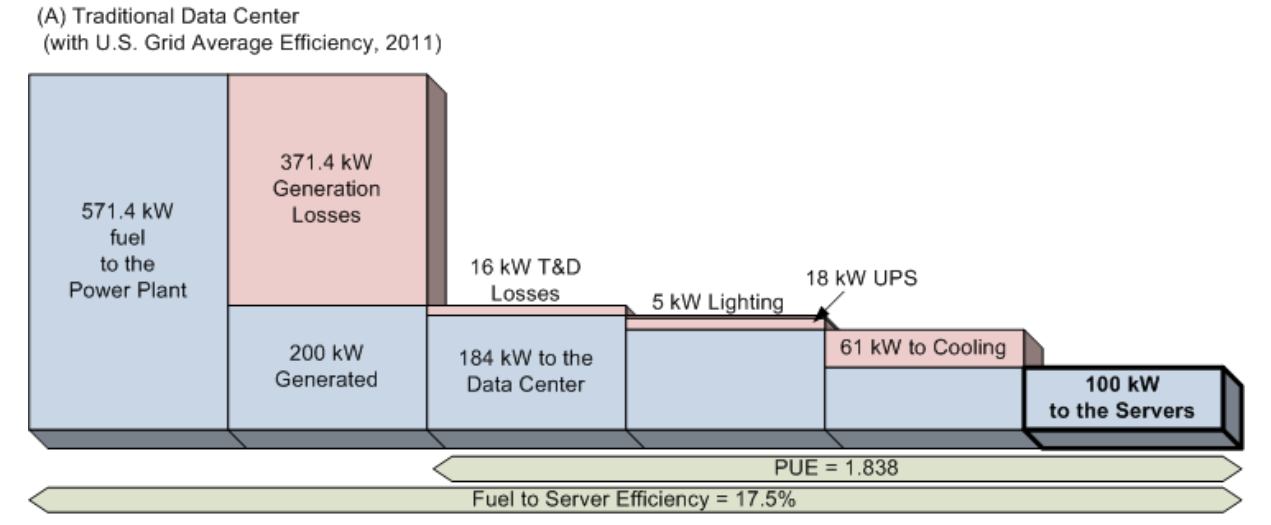 (A) Traditional Data Center
(with U.S. Grid Average Efficiency, 2011)
571.4 kW
fuel
to the
Power Plant
371.4 kW
Generation
Losses
200 kW
Generated
16 kW T&D
Losses
184 kW to the
Data Center
5 kW Lighting
18 kW UPS
61 kW to Cooling
100 kW
to the Servers
PUE = 1.838
Fuel to Server Efficiency = 17.5%